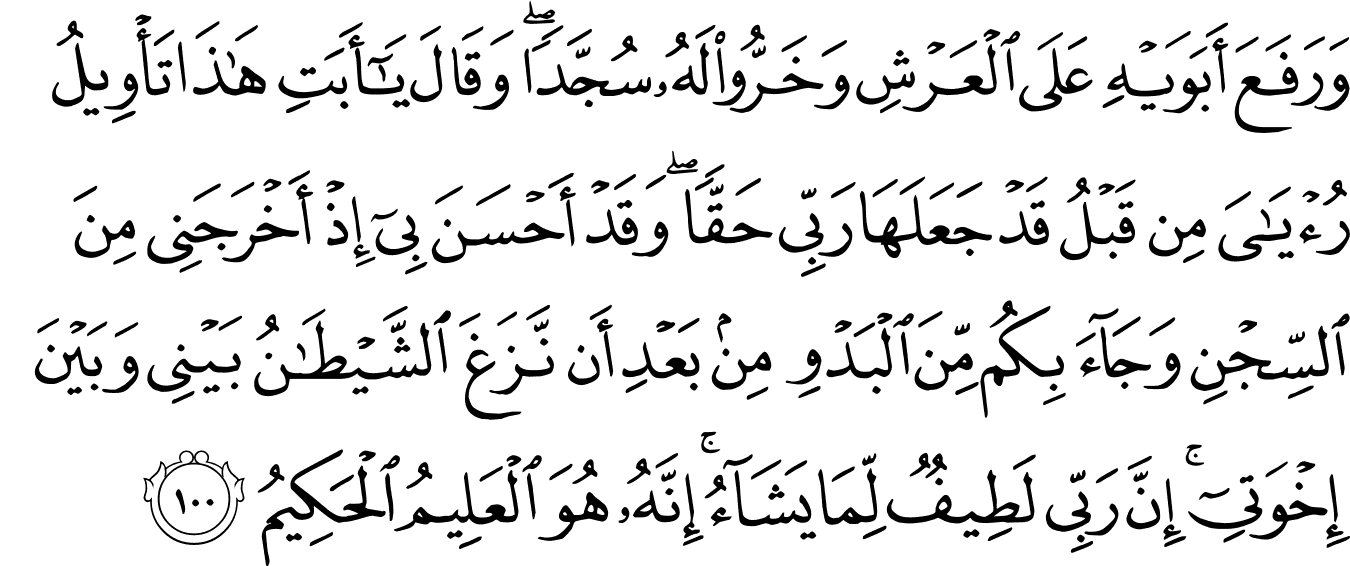 وَرَفَعَ أَبَوَيۡهِ عَلَى ٱلۡعَرۡشِ وَخَرُّواْ لَهُۥ سُجَّدٗاۖ وَقَالَ يَٰٓأَبَتِ هَٰذَا تَأۡوِيلُ
رُءۡيَٰيَ مِن قَبۡلُ قَدۡ جَعَلَهَا رَبِّي حَقّٗاۖ وَقَدۡ أَحۡسَنَ بِيٓ إِذۡ أَخۡرَجَنِي مِنَ
ٱلسِّجۡنِ وَجَآءَ بِكُم مِّنَ ٱلۡبَدۡوِ مِنۢ بَعۡدِ أَن نَّزَغَ ٱلشَّيۡطَٰنُ بَيۡنِي وَبَيۡنَ
إِخۡوَتِيٓۚ إِنَّ رَبِّي لَطِيفٞ لِّمَا يَشَآءُۚ إِنَّهُۥ هُوَ ٱلۡعَلِيمُ ٱلۡحَكِيمُ ١٠٠